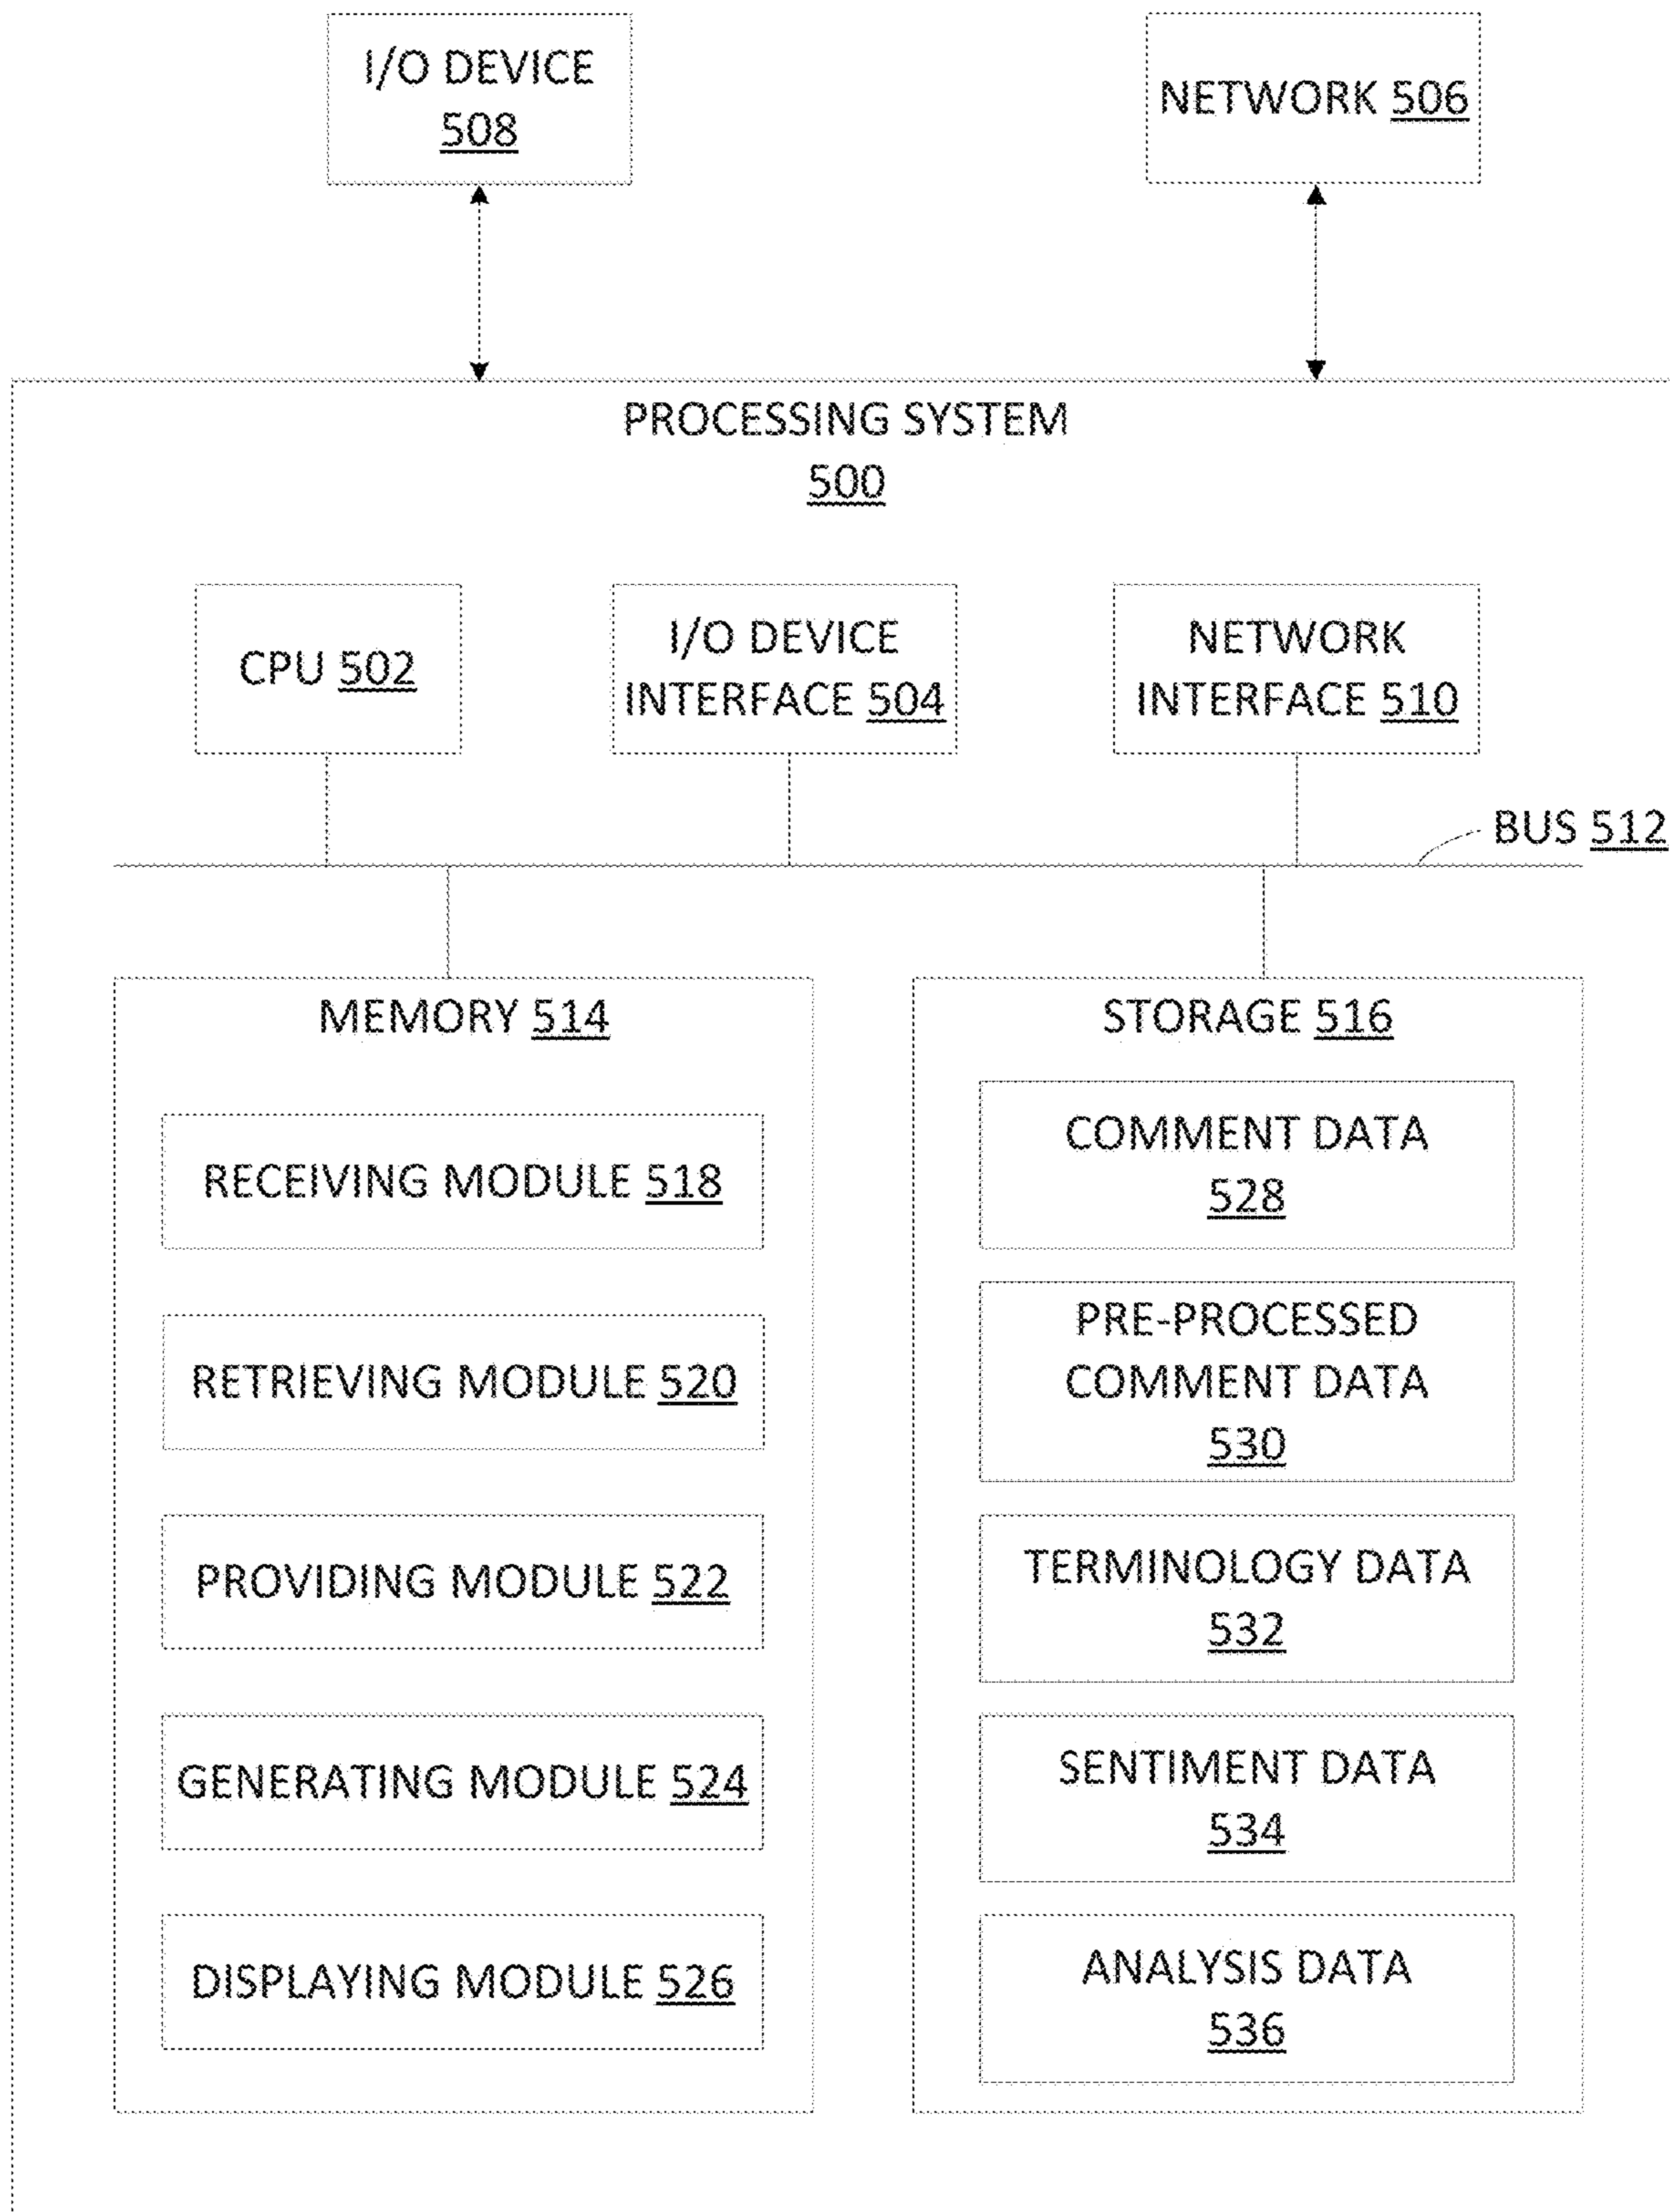 I/O DEVICE
508
NETWORK 506
PROCESSING SYSTEM
500
CPU 502
I/O DEVICE
INTERFACE 504
NETWORK
INTERFACE 510
BUS 512
MEMORY 514
RECEIVING MODULE 518
RETRIEVING MODULE 520
PROVIDING MODULE 522
GENERATING MODULE 524
DISPLAYING MODULE 526
STORAGE 516
COMMENT DATA
528
PRE-PROCESSED
COMMENT DATA
530
TERMINOLOGY DATA
532
SENTIMENT DATA
534
ANALYSIS DATA
536